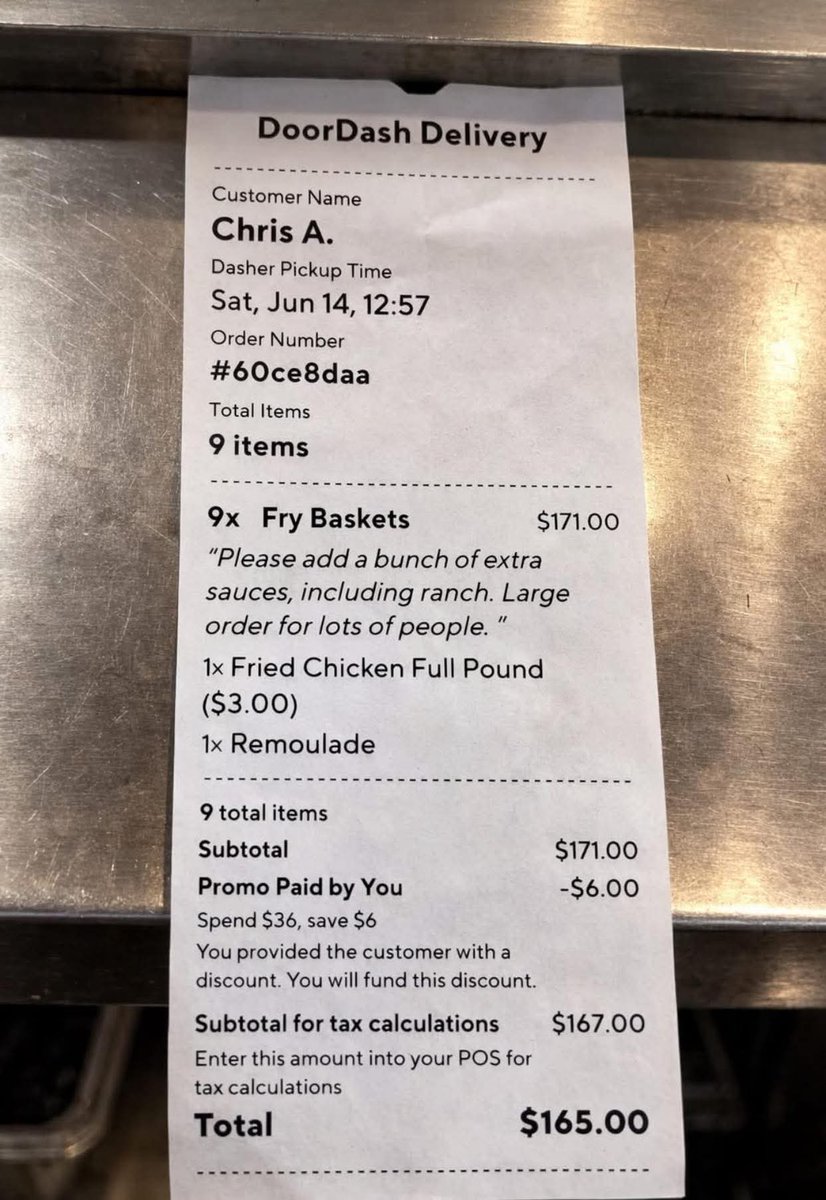 DoorDash Delivery
Customer Name
Chris A.
Dasher Pickup Time
Sat, Jun 14, 12:57
Order Number
#60ce8daa
Total Items
9 items
9x Fry Baskets $171.00
"Please add a bunch of extra
sauces, including ranch. Large
order for lots of people. "
1x Fried Chicken Full Pound
($3.00)
1x Remoulade
9 total items
Subtotal $171.00
Promo Paid by You -$6.00
Spend $36, save $6
You provided the customer with a
discount. You will fund this discount.
Subtotal for tax calculations $167.00
Enter this amount into your POS for
tax calculations
Total $165.00